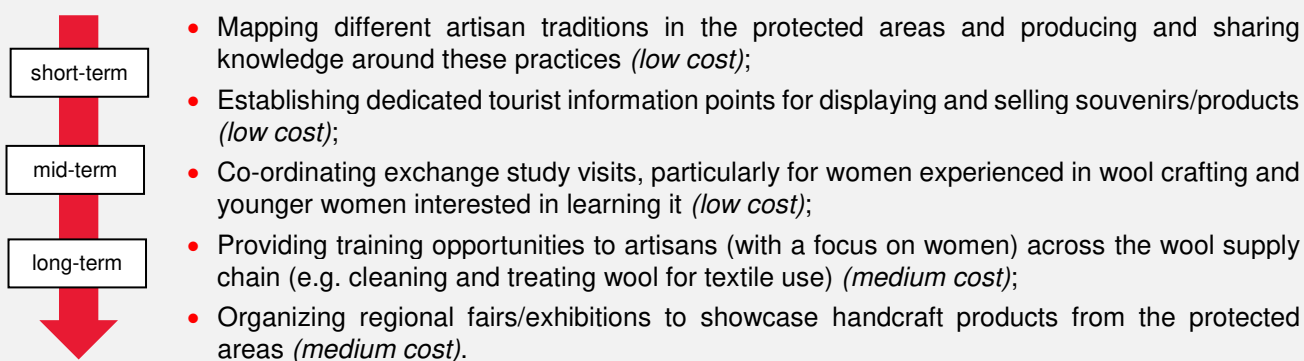 short-term
mid-term
long-term
• Mapping different artisan traditions in the protected areas and producing and sharing
knowledge around these practices (low cost);
• Establishing dedicated tourist information points for displaying and selling souvenirs/products
(low cost);
• Co-ordinating exchange study visits, particularly for women experienced in wool crafting and
younger women interested in learning it (low cost);
• Providing training opportunities to artisans (with a focus on women) across the wool supply
chain (e.g. cleaning and treating wool for textile use) (medium cost);
• Organizing regional fairs/exhibitions to showcase handcraft products from the protected
areas (medium cost).